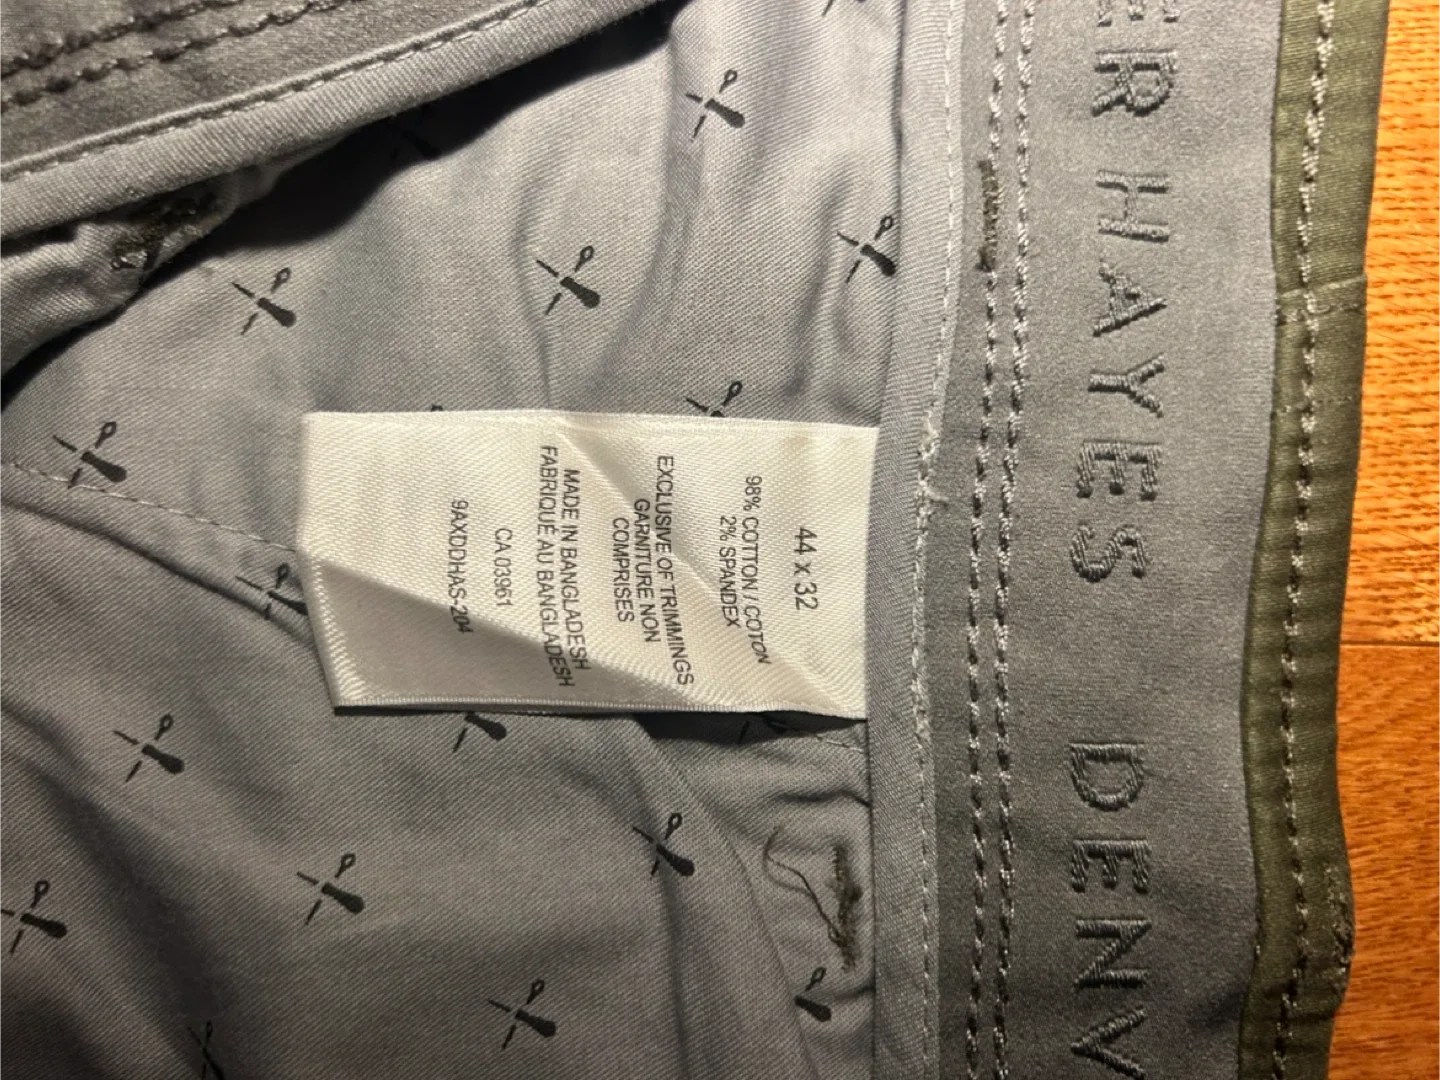 ER HAYES DENV
44 x 32
98% COTTON / COTON
2% SPANDEX
EXCLUSIVE OF TRIMMINGS
GARNITURE NON
COMPRISES
MADE IN BANGLADESH
FABRIQUÉ AU BANGLADESH
CA 03961
9AXDDHAS-204